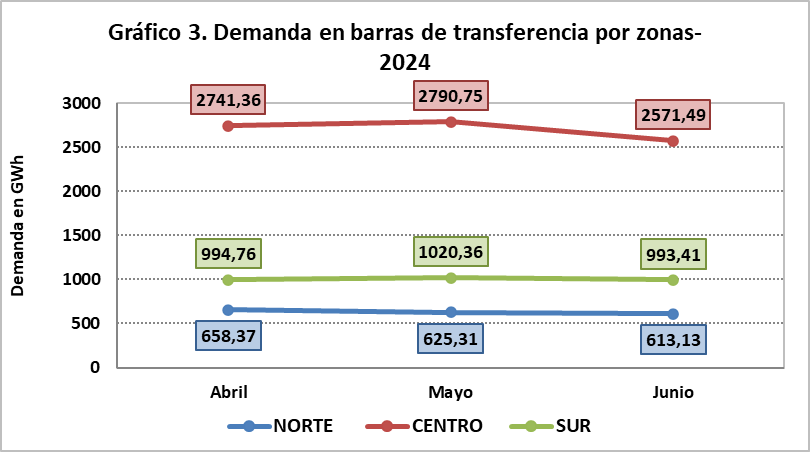 Gráfico 3. Demanda en barras de transferencia por zonas-
2024
Demanda en GWh
3000
2500
2000
1500
1000
500
0
2741,36
2790,75
2571,49
994,76
1020,36
993,41
658,37
625,31
613,13
Abril
Mayo
Junio
NORTE
CENTRO
SUR